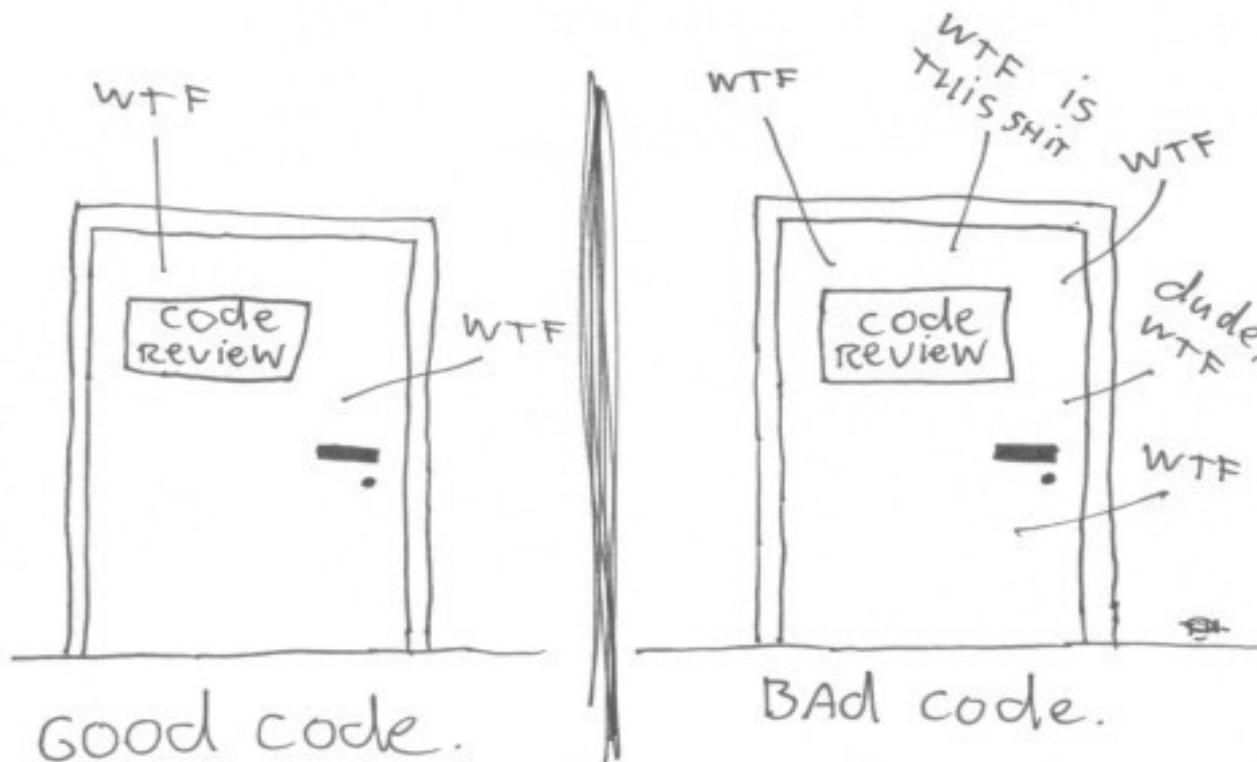 WTF
code
REVIEW
WTF
GOOD CODE.
WTF
WTF is
THIS SHIT
WTF
code
REVIEW
dude,
WTF
WTF
BAd code.